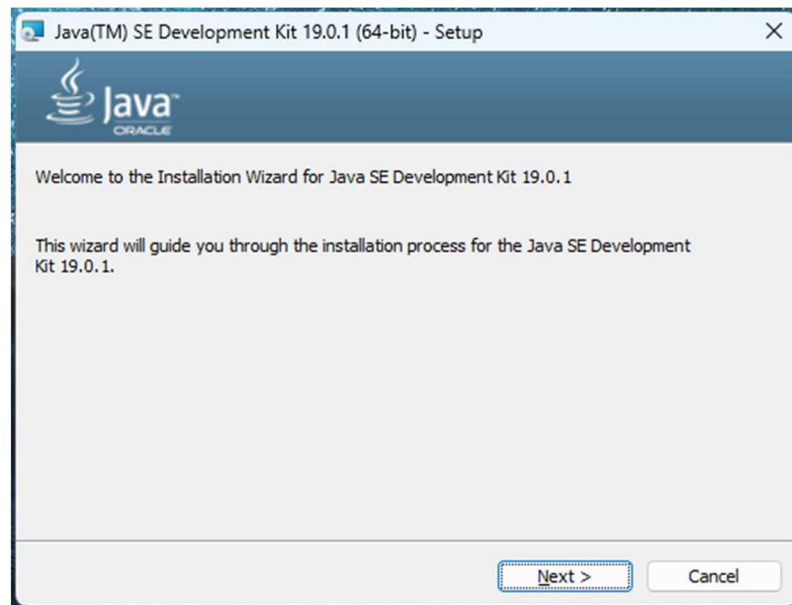 Java(TM) SE Development Kit 19.0.1 (64-bit) - Setup
Java™
ORACLE
Welcome to the Installation Wizard for Java SE Development Kit 19.0.1
This wizard will guide you through the installation process for the Java SE Development
Kit 19.0.1.
Next >
Cancel